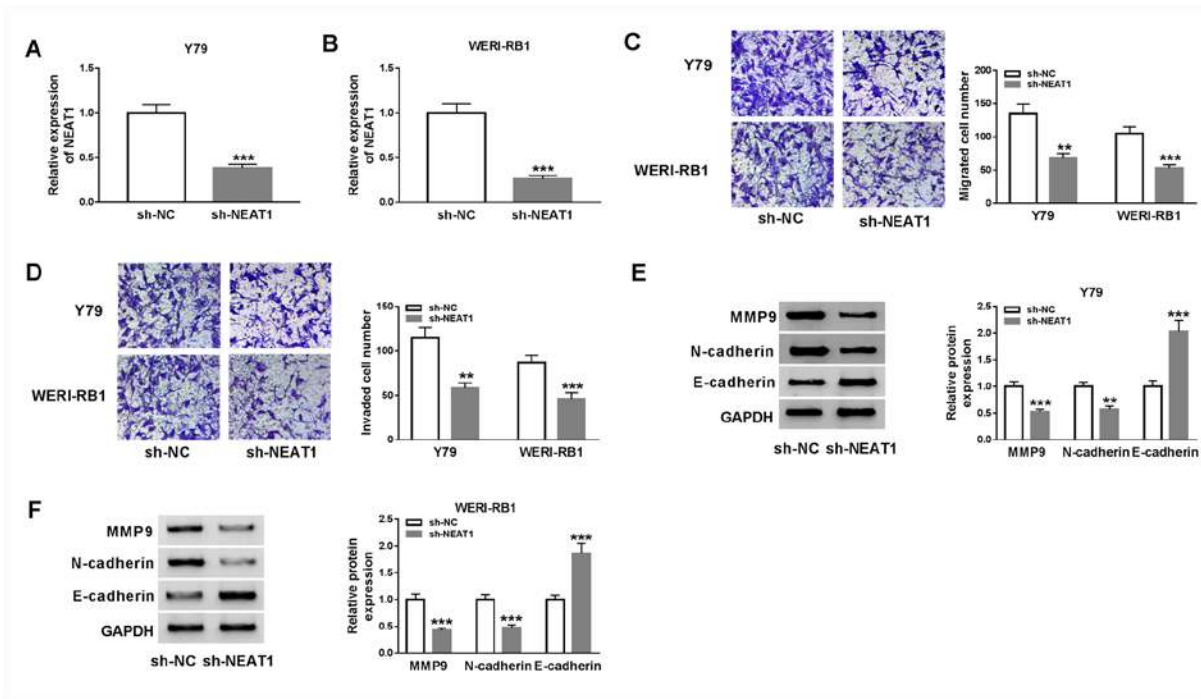 A
Y79
Relative expression
of NEAT1
1.5
1.0
0.5
0.0
***
sh-NC
sh-NEAT1
B
WERI-RB1
Relative expression
of NEAT1
1.5
1.0
0.5
0.0
***
sh-NC
sh-NEAT1
C
Y79
WERI-RB1
sh-NC
sh-NEAT1
Migrated cell number
200
150
100
50
0
sh-NC
sh-NEAT1
**
***
Y79
WERI-RB1
D
Y79
WERI-RB1
sh-NC
sh-NEAT1
Invaded cell number
150
100
50
0
sh-NC
sh-NEAT1
**
***
Y79
WERI-RB1
E
MMP9
N-cadherin
E-cadherin
GAPDH
sh-NC sh-NEAT1
Y79
Relative protein
expression
2.5
2.0
1.5
1.0
0.5
0.0
sh-NC
sh-NEAT1
***
**
***
MMP9
N-cadherin
E-cadherin
F
MMP9
N-cadherin
E-cadherin
GAPDH
sh-NC sh-NEAT1
WERI-RB1
Relative protein
expression
2.5
2.0
1.5
1.0
0.5
0.0
sh-NC
sh-NEAT1
***
***
***
MMP9
N-cadherin
E-cadherin